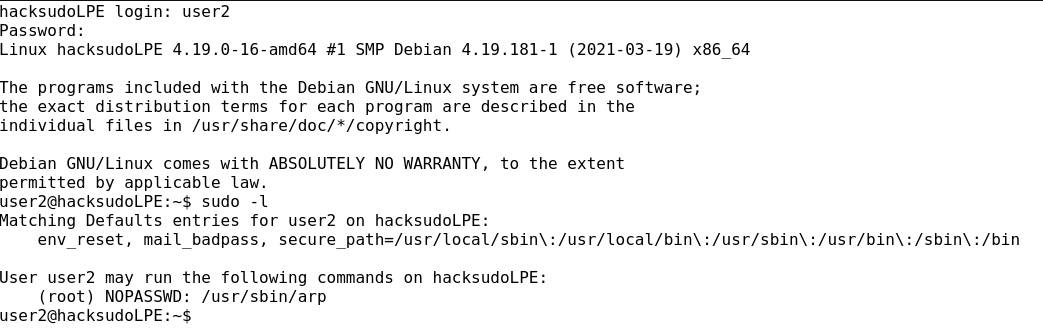 hacksudoLPE login: user2
Password:
Linux hacksudoLPE 4.19.0-16-amd64 #1 SMP Debian 4.19.181-1 (2021-03-19) x86_64
The programs included with the Debian GNU/Linux system are free software;
the exact distribution terms for each program are described in the
individual files in /usr/share/doc/*/copyright.
Debian GNU/Linux comes with ABSOLUTELY NO WARRANTY, to the extent
permitted by applicable law.
user2@hacksudoLPE:~$ sudo -l
Matching Defaults entries for user2 on hacksudoLPE:
    env_reset, mail_badpass, secure_path=/usr/local/sbin\:/usr/local/bin\:/usr/sbin\:/usr/bin\:/sbin\:/bin
User user2 may run the following commands on hacksudoLPE:
    (root) NOPASSWD: /usr/sbin/arp
user2@hacksudoLPE:~$